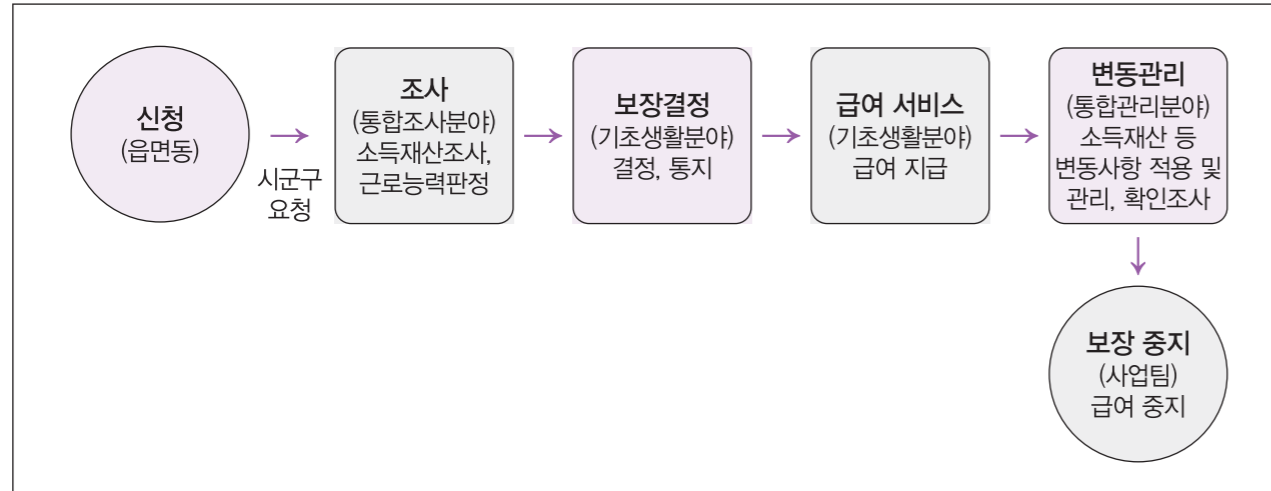 신청
(읍면동)
시군구
요청
조사
(통합조사분야)
소득재산조사,
근로능력판정
보장결정
(기초생활분야)
결정, 통지
급여 서비스
(기초생활분야)
급여 지급
변동관리
(통합관리분야)
소득재산 등
변동사항 적용 및
관리, 확인조사
보장 중지
(사업팀)
급여 중지